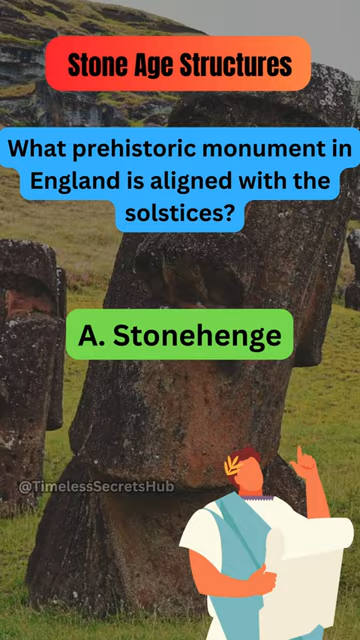 Stone Age Structures
What prehistoric monument in
England is aligned with the
solstices?
A. Stonehenge
@TimelessSecretsHub